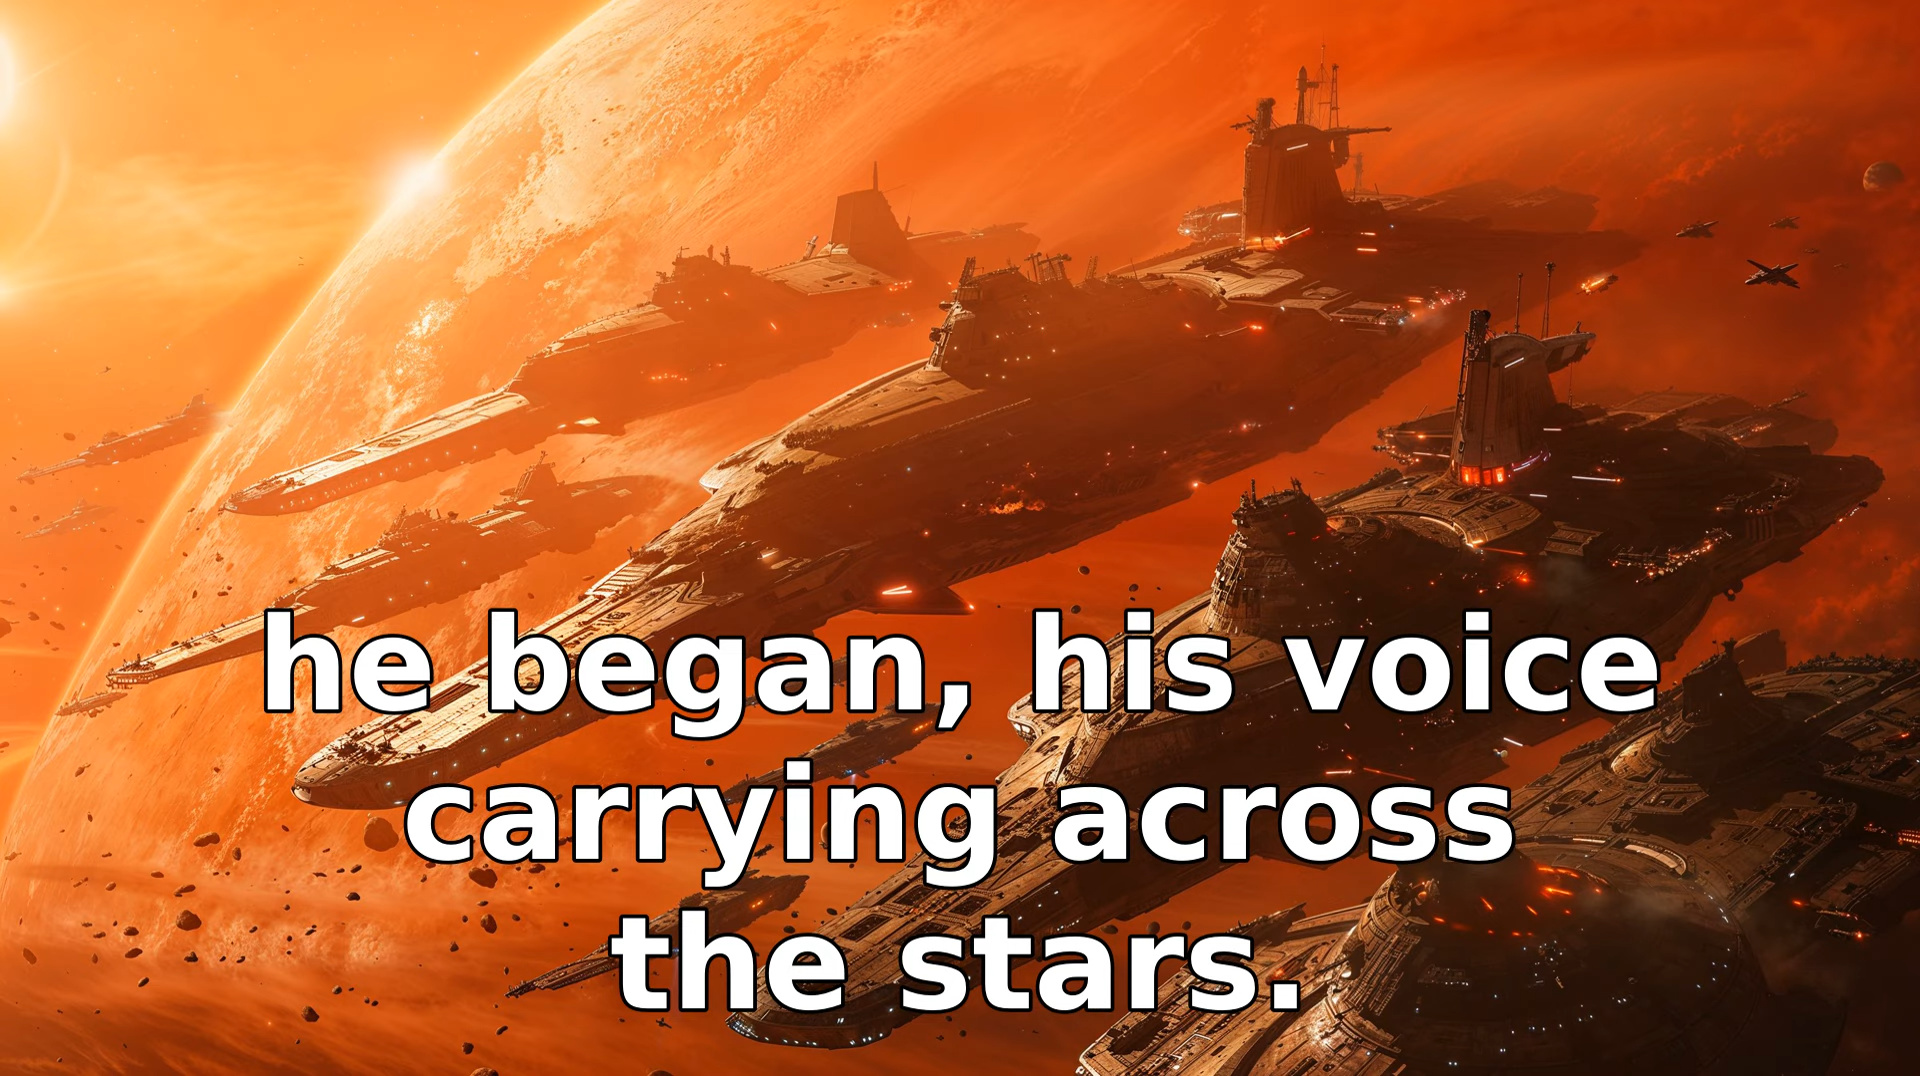 he began, his voice
carrying across
the stars.